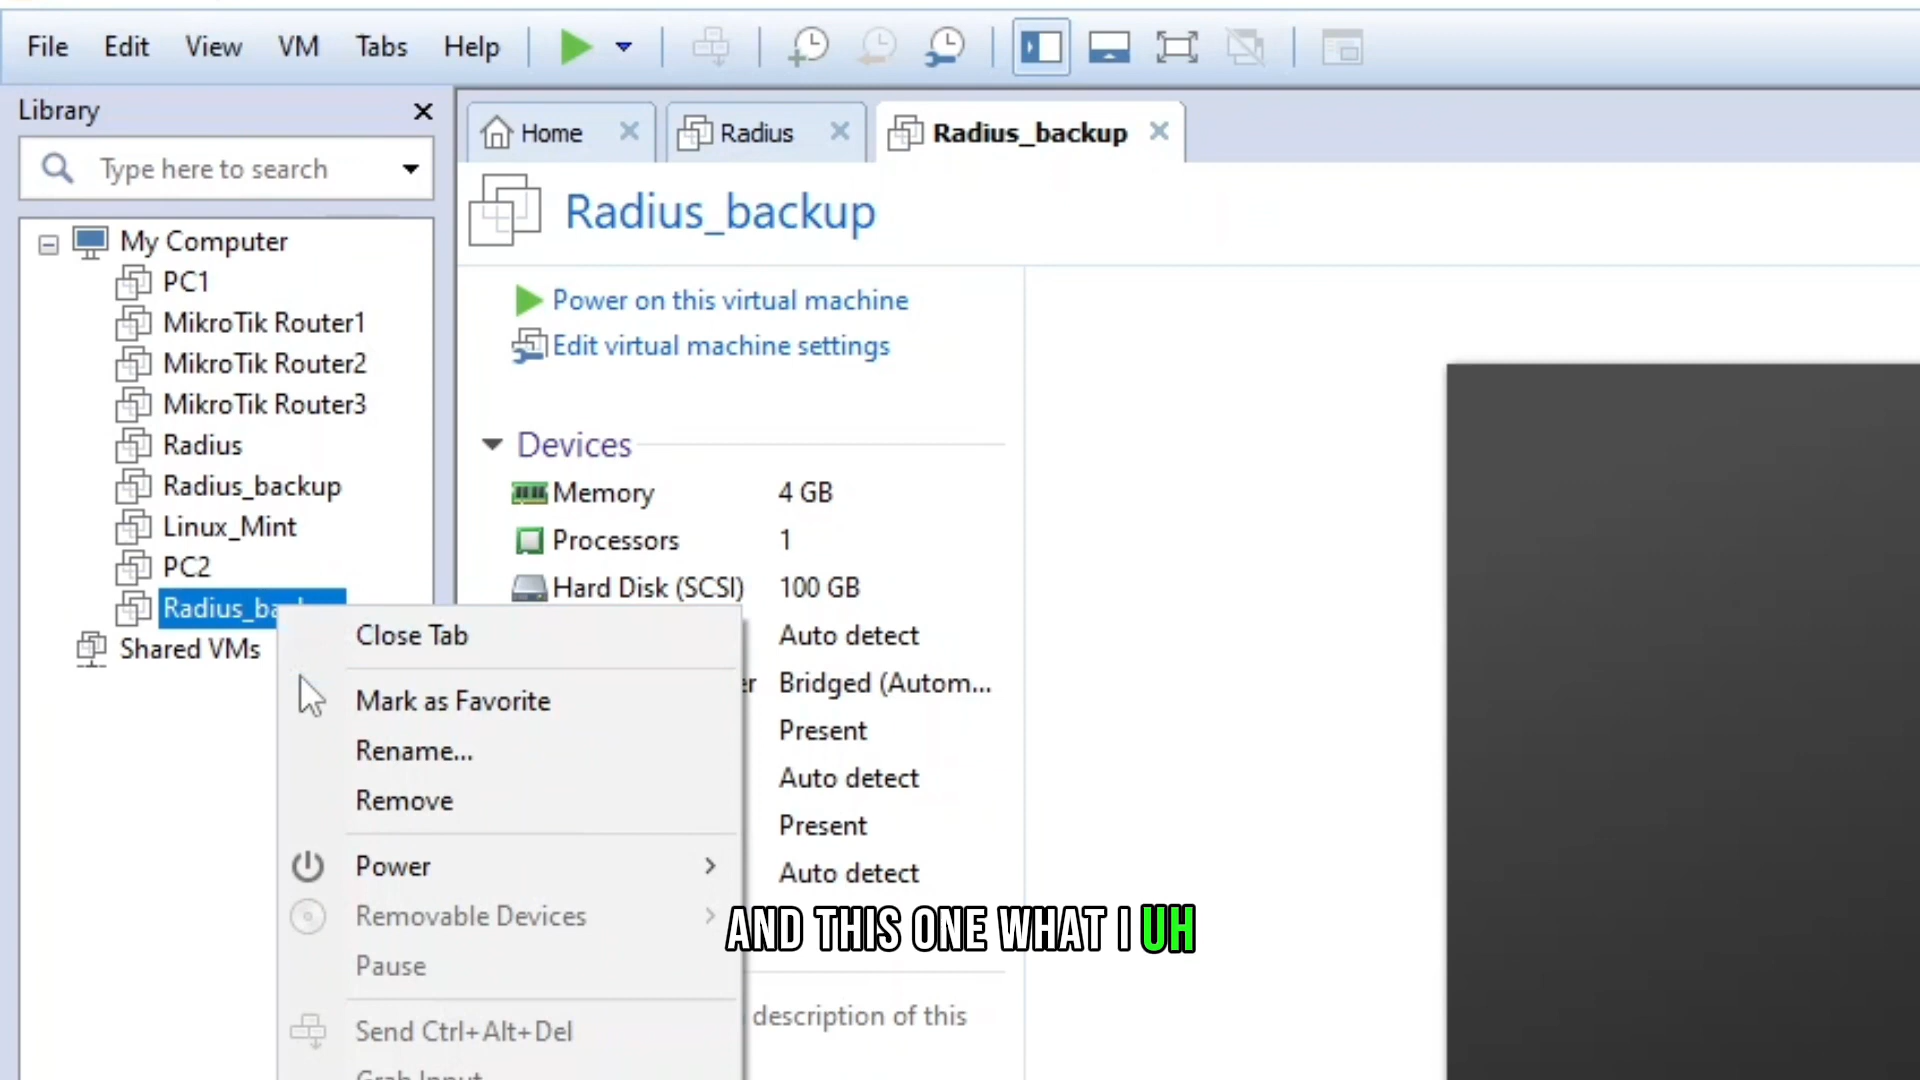 File Edit View VM Tabs Help
Library
Home Radius Radius_backup
Type here to search
Radius_backup
My Computer
PC1
MikroTik Router1
MikroTik Router2
MikroTik Router3
Radius
Radius_backup
Linux_Mint
PC2
Radius_ba
Shared VMs
Power on this virtual machine
Edit virtual machine settings
Devices
Memory 4 GB
Processors 1
Hard Disk (SCSI) 100 GB
Auto detect
Bridged (Autom...
Present
Auto detect
Present
Auto detect
description of this
Close Tab
Mark as Favorite
Rename...
Remove
Power
Removable Devices
Pause
Send Ctrl+Alt+Del
Grab Input
AND THIS ONE WHAT I UH